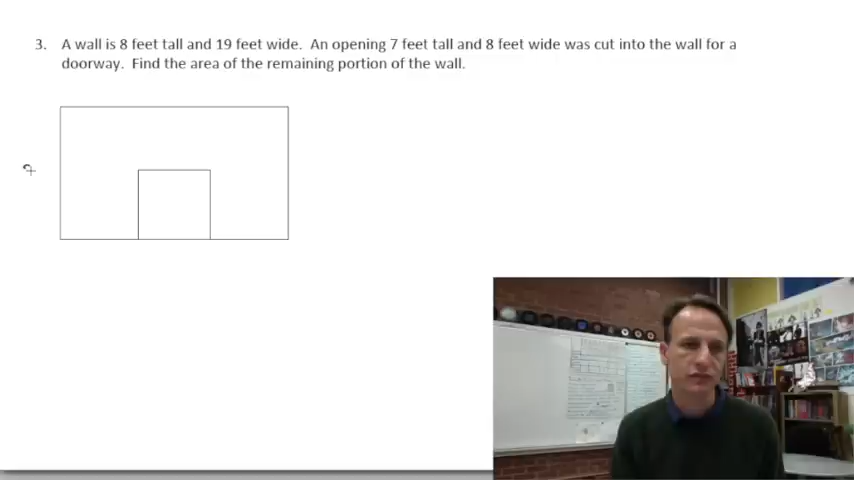 3. A wall is 8 feet tall and 19 feet wide. An opening 7 feet tall and 8 feet wide was cut into the wall for a
doorway. Find the area of the remaining portion of the wall.